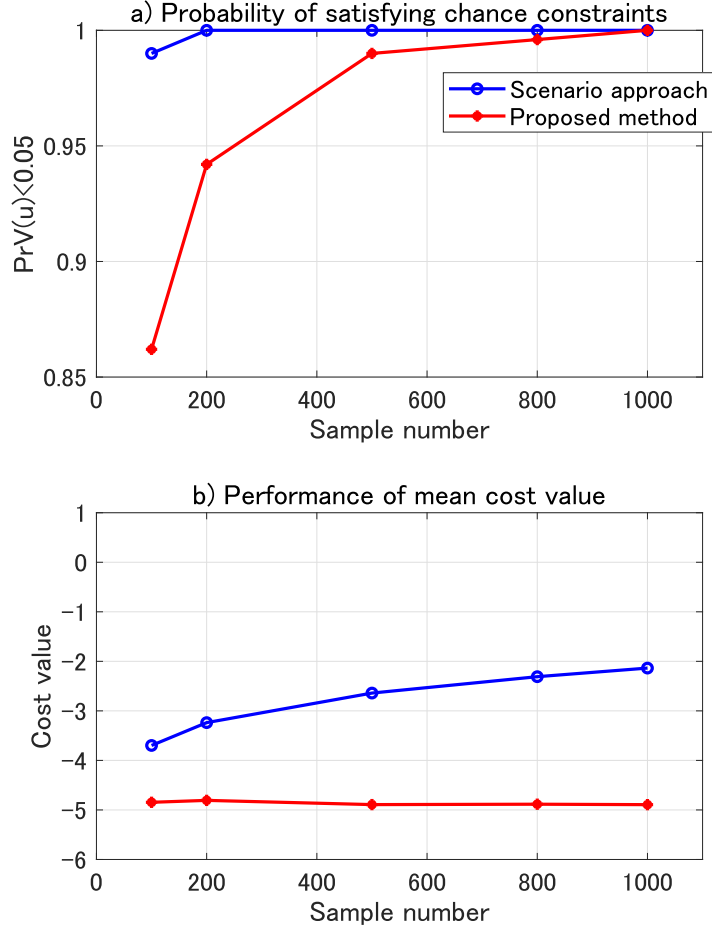 a) Probability of satisfying chance constraints
1
0.95
0.9
0.85
PrV(u)<0.05
Scenario approach
Proposed method
0 200 400 600 800 1000
Sample number
b) Performance of mean cost value
1
0
-1
-2
-3
-4
-5
-6
Cost value
0 200 400 600 800 1000
Sample number